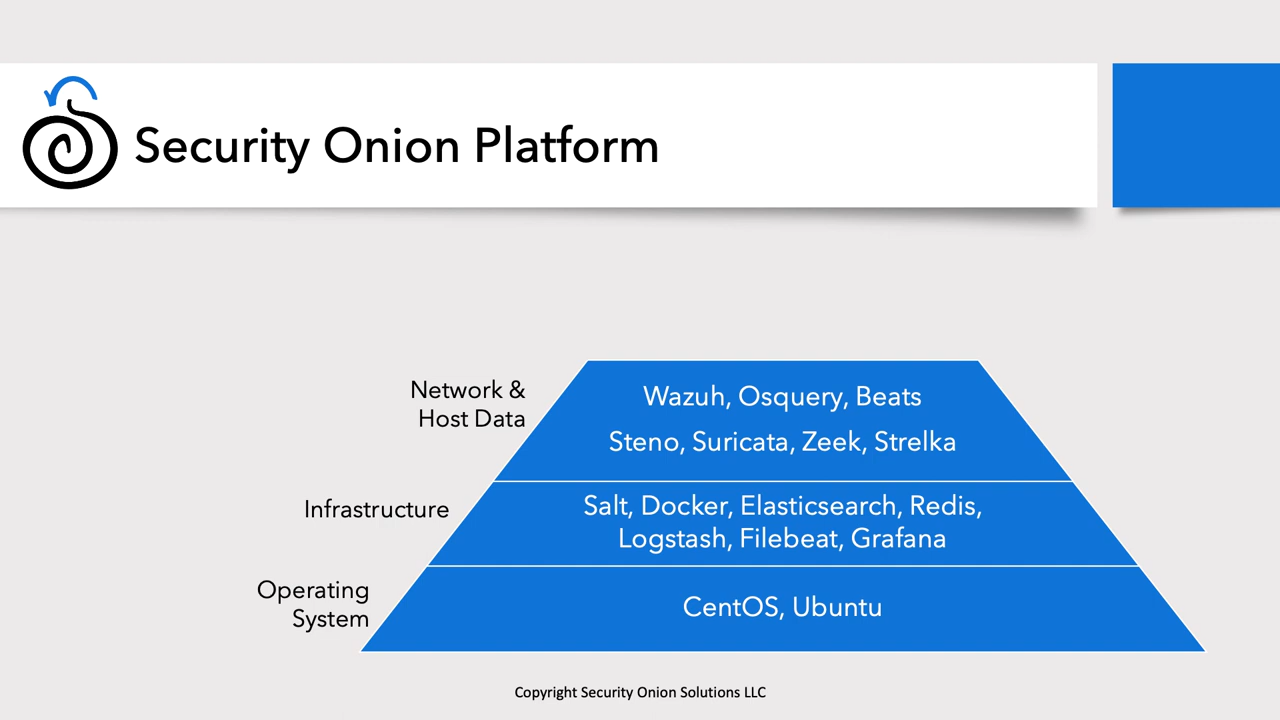 Security Onion Platform
Network &
Host Data
Wazuh, Osquery, Beats
Steno, Suricata, Zeek, Strelka
Infrastructure
Salt, Docker, Elasticsearch, Redis,
Logstash, Filebeat, Grafana
Operating
System
CentOS, Ubuntu
Copyright Security Onion Solutions LLC